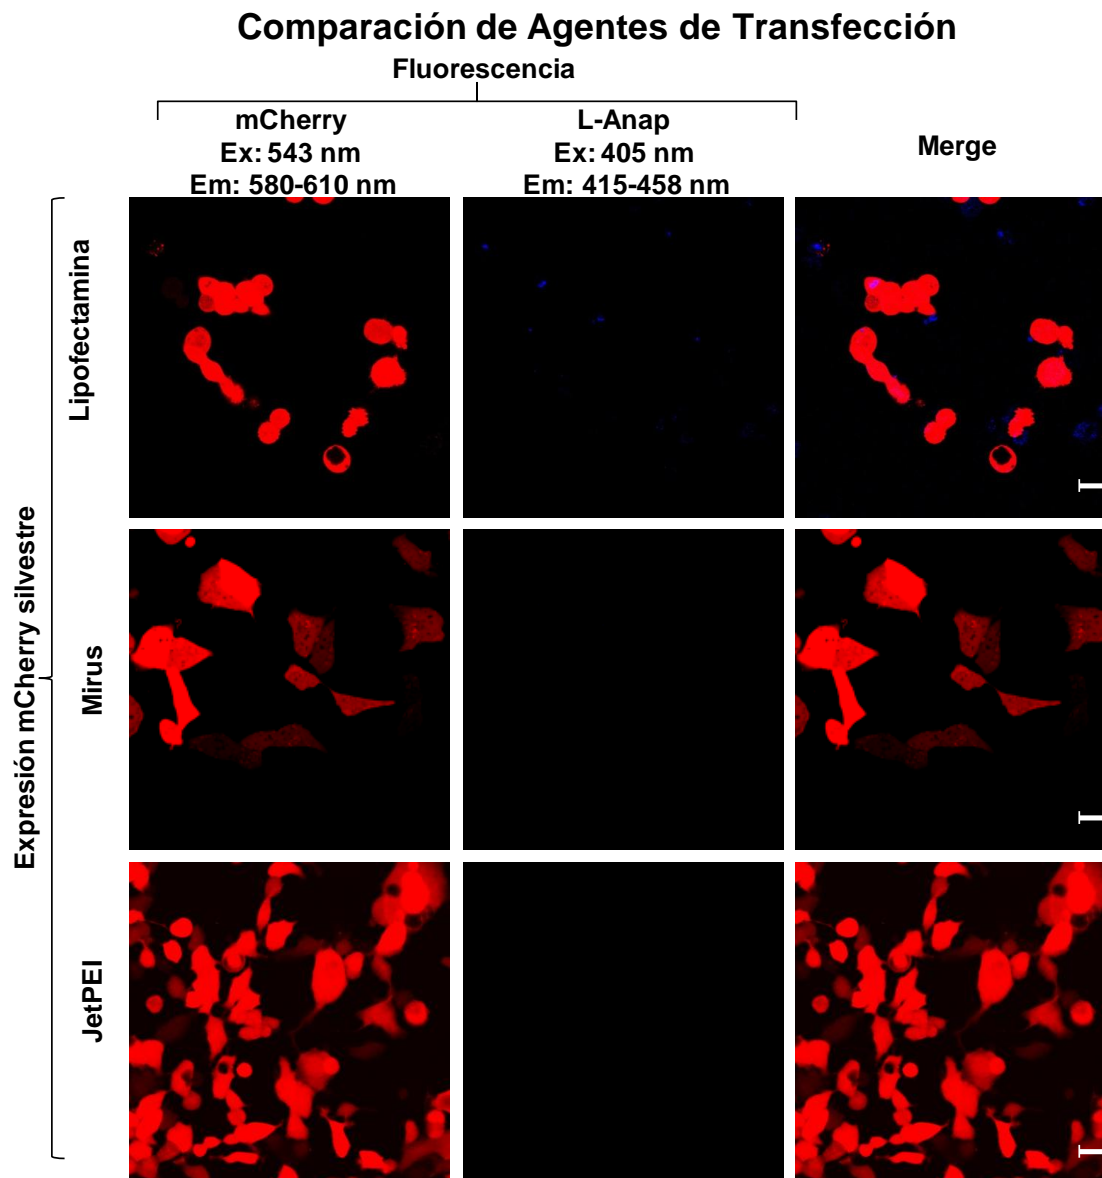 Comparación de Agentes de Transfección
Fluorescencia
mCherry
Ex: 543 nm
Em: 580-610 nm
L-Anap
Ex: 405 nm
Em: 415-458 nm
Merge
Expresión mCherry silvestre
Lipofectamina
Mirus
JetPEI